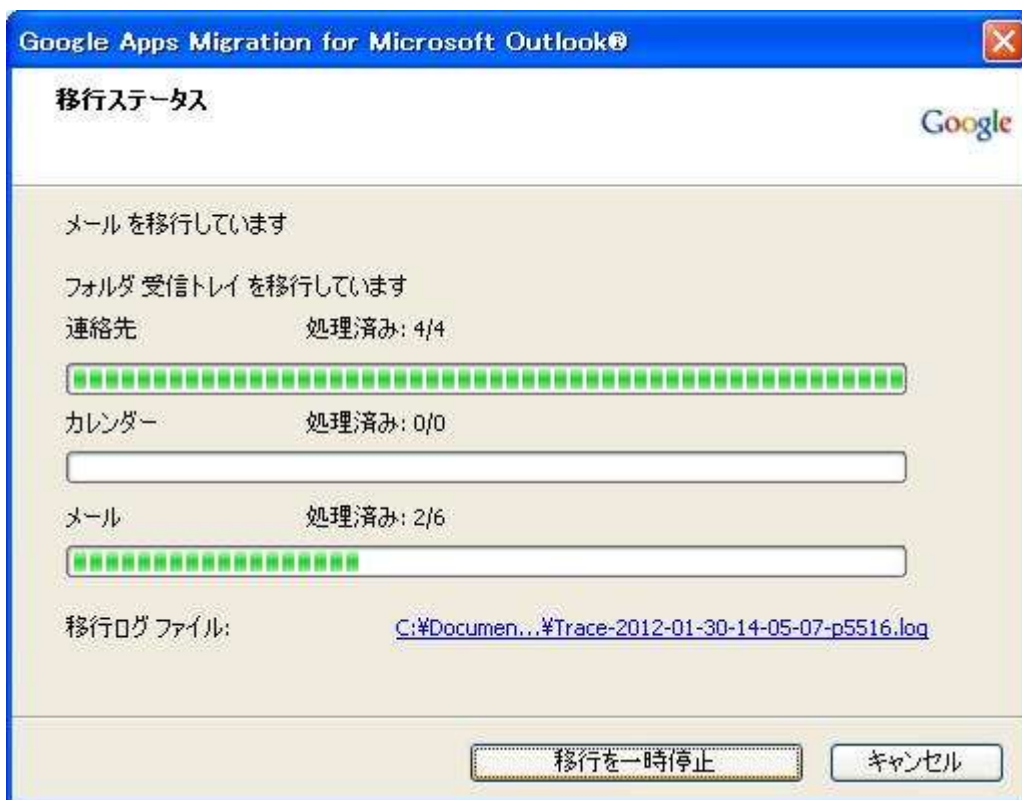 Google Apps Migration for Microsoft Outlook®
移行ステータス
Google
メール を移行しています
フォルダ 受信トレイ を移行しています
連絡先 処理済み: 4/4
カレンダー 処理済み: 0/0
メール 処理済み: 2/6
移行ログ ファイル: C:¥Documen...¥Trace-2012-01-30-14-05-07-p5516.log
移行を一時停止 キャンセル